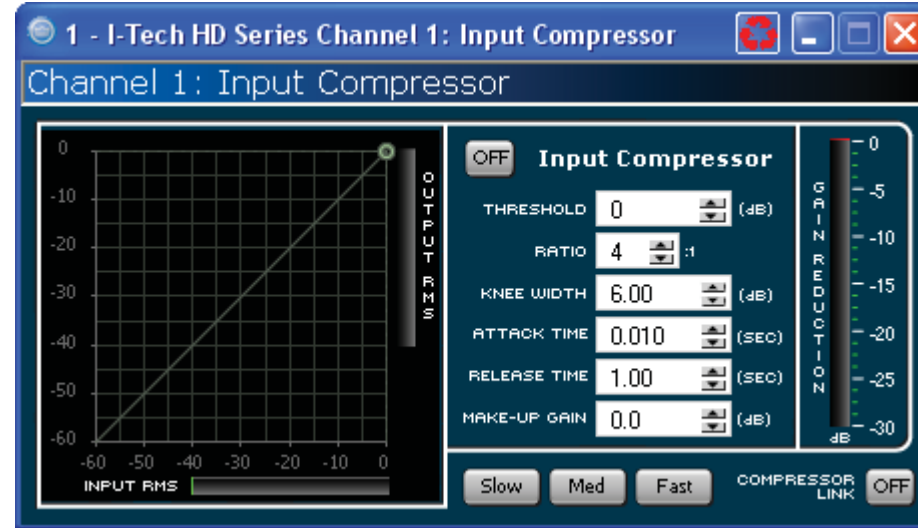 1 - I-Tech HD Series Channel 1: Input Compressor
Channel 1: Input Compressor
0
-10
-20
-30
-40
-50
-60
-60 -50 -40 -30 -20 -10 0
INPUT RMS
OUTPUT RMS
OFF Input Compressor
THRESHOLD 0 (dB)
RATIO 4 :1
KNEE WIDTH 6.00 (dB)
ATTACK TIME 0.010 (SEC)
RELEASE TIME 1.00 (SEC)
MAKE-UP GAIN 0.0 (dB)
GAIN REDUCTION
0
-5
-10
-15
-20
-25
-30
dB
Slow Med Fast
COMPRESSOR LINK OFF